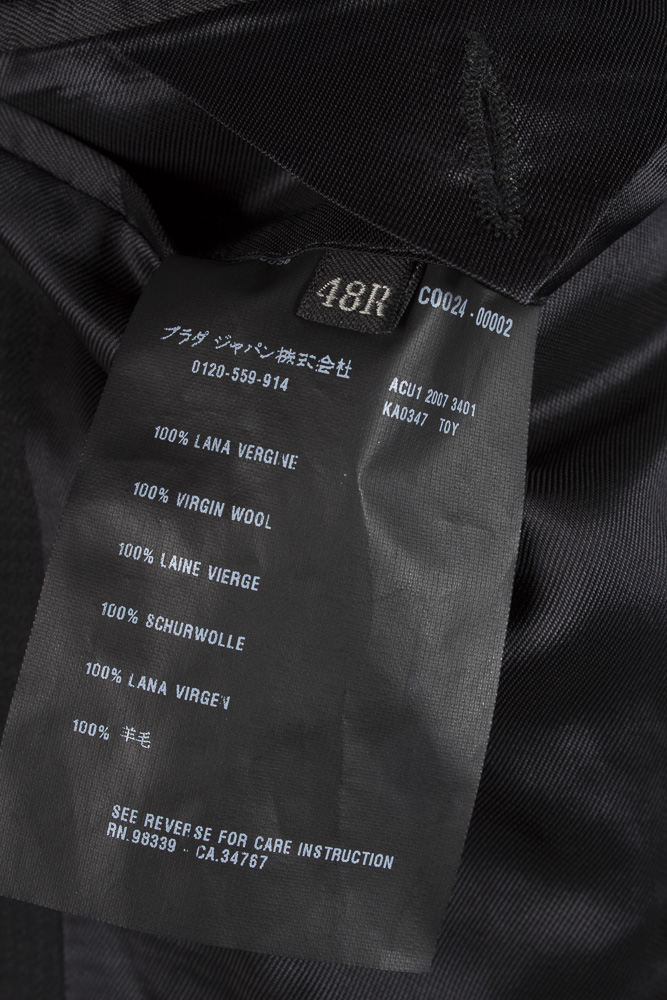 48R
C0024 - 00002
プラダ ジャパン株式会社
0120-559-914
ACU1 2007 3401
KA0347 TOY
100% LANA VERGINE
100% VIRGIN WOOL
100% LAINE VIERGE
100% SCHURWOLLE
100% LANA VIRGEN
100% 羊毛
SEE REVERSE FOR CARE INSTRUCTION
RN.98339 - CA.34767